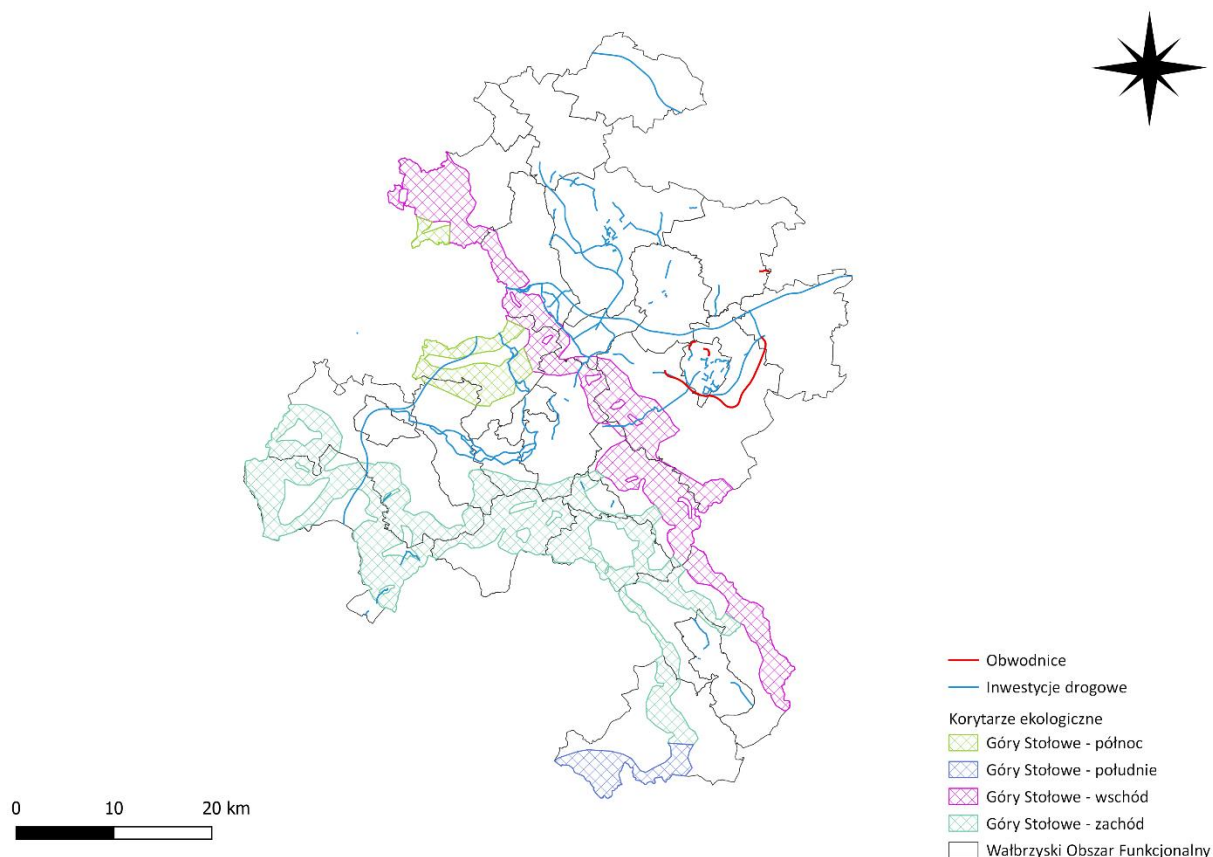 Obwodnice
Inwestycje drogowe
Korytarze ekologiczne
Góry Stołowe - północ
Góry Stołowe - południe
Góry Stołowe - wschód
Góry Stołowe - zachód
Wałbrzyski Obszar Funkcjonalny
0 10 20 km